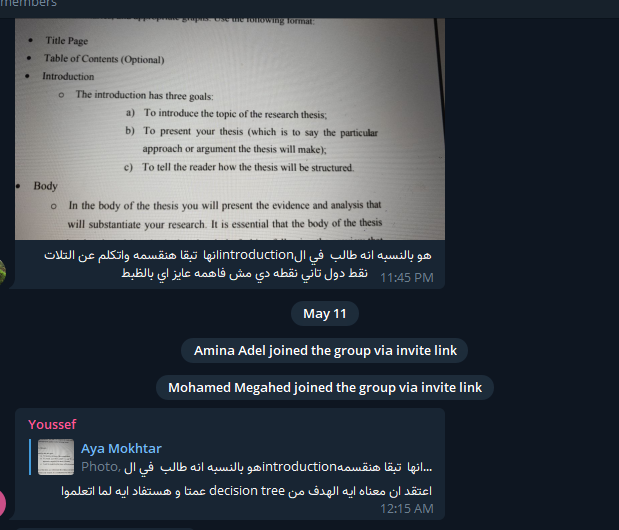 members
graphs. Use the following format:
• Title Page
• Table of Contents (Optional)
• Introduction
o The introduction has three goals:
a) To introduce the topic of the research thesis;
b) To present your thesis (which is to say the particular
approach or argument the thesis will make);
c) To tell the reader how the thesis will be structured.
• Body
o In the body of the thesis you will present the evidence and analysis that
will substantiate your research. It is essential that the body of the thesis
هو بالنسبه انه طالب في الintroductionانها تبقا هنقسمه واتكلم عن التلات
نقط دول تاني نقطه دي مش فاهمه عايز اي بالظبط
11:45 PM
May 11
Amina Adel joined the group via invite link
Mohamed Megahed joined the group via invite link
Youssef
Aya Mokhtar
Photo, هو بالنسبه انه طالب في الintroductionانها تبقا هنقسمه...
اعتقد ان معناه ايه الهدف من decision tree عمتا و هستفاد ايه لما اتعلموا
12:15 AM